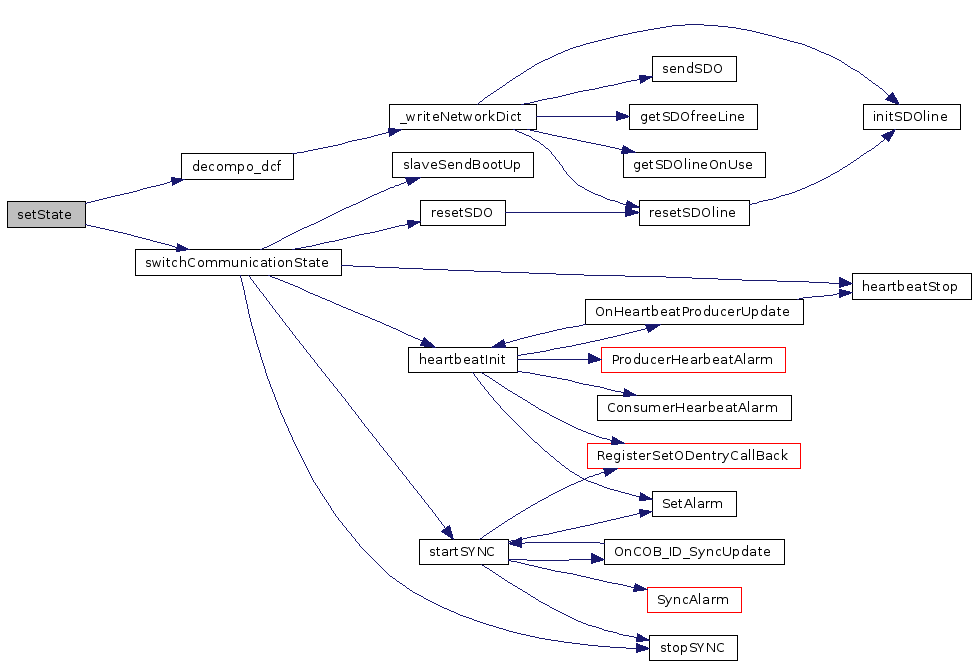 sendSDO
_writeNetworkDict
getSDOfreeLine
initSDOline
decompo_dcf
slaveSendBootUp
getSDOlineOnUse
setState
resetSDO
resetSDOline
switchCommunicationState
heartbeatStop
OnHeartbeatProducerUpdate
heartbeatInit
ProducerHearbeatAlarm
ConsumerHearbeatAlarm
RegisterSetODentryCallBack
SetAlarm
startSYNC
OnCOB_ID_SyncUpdate
SyncAlarm
stopSYNC